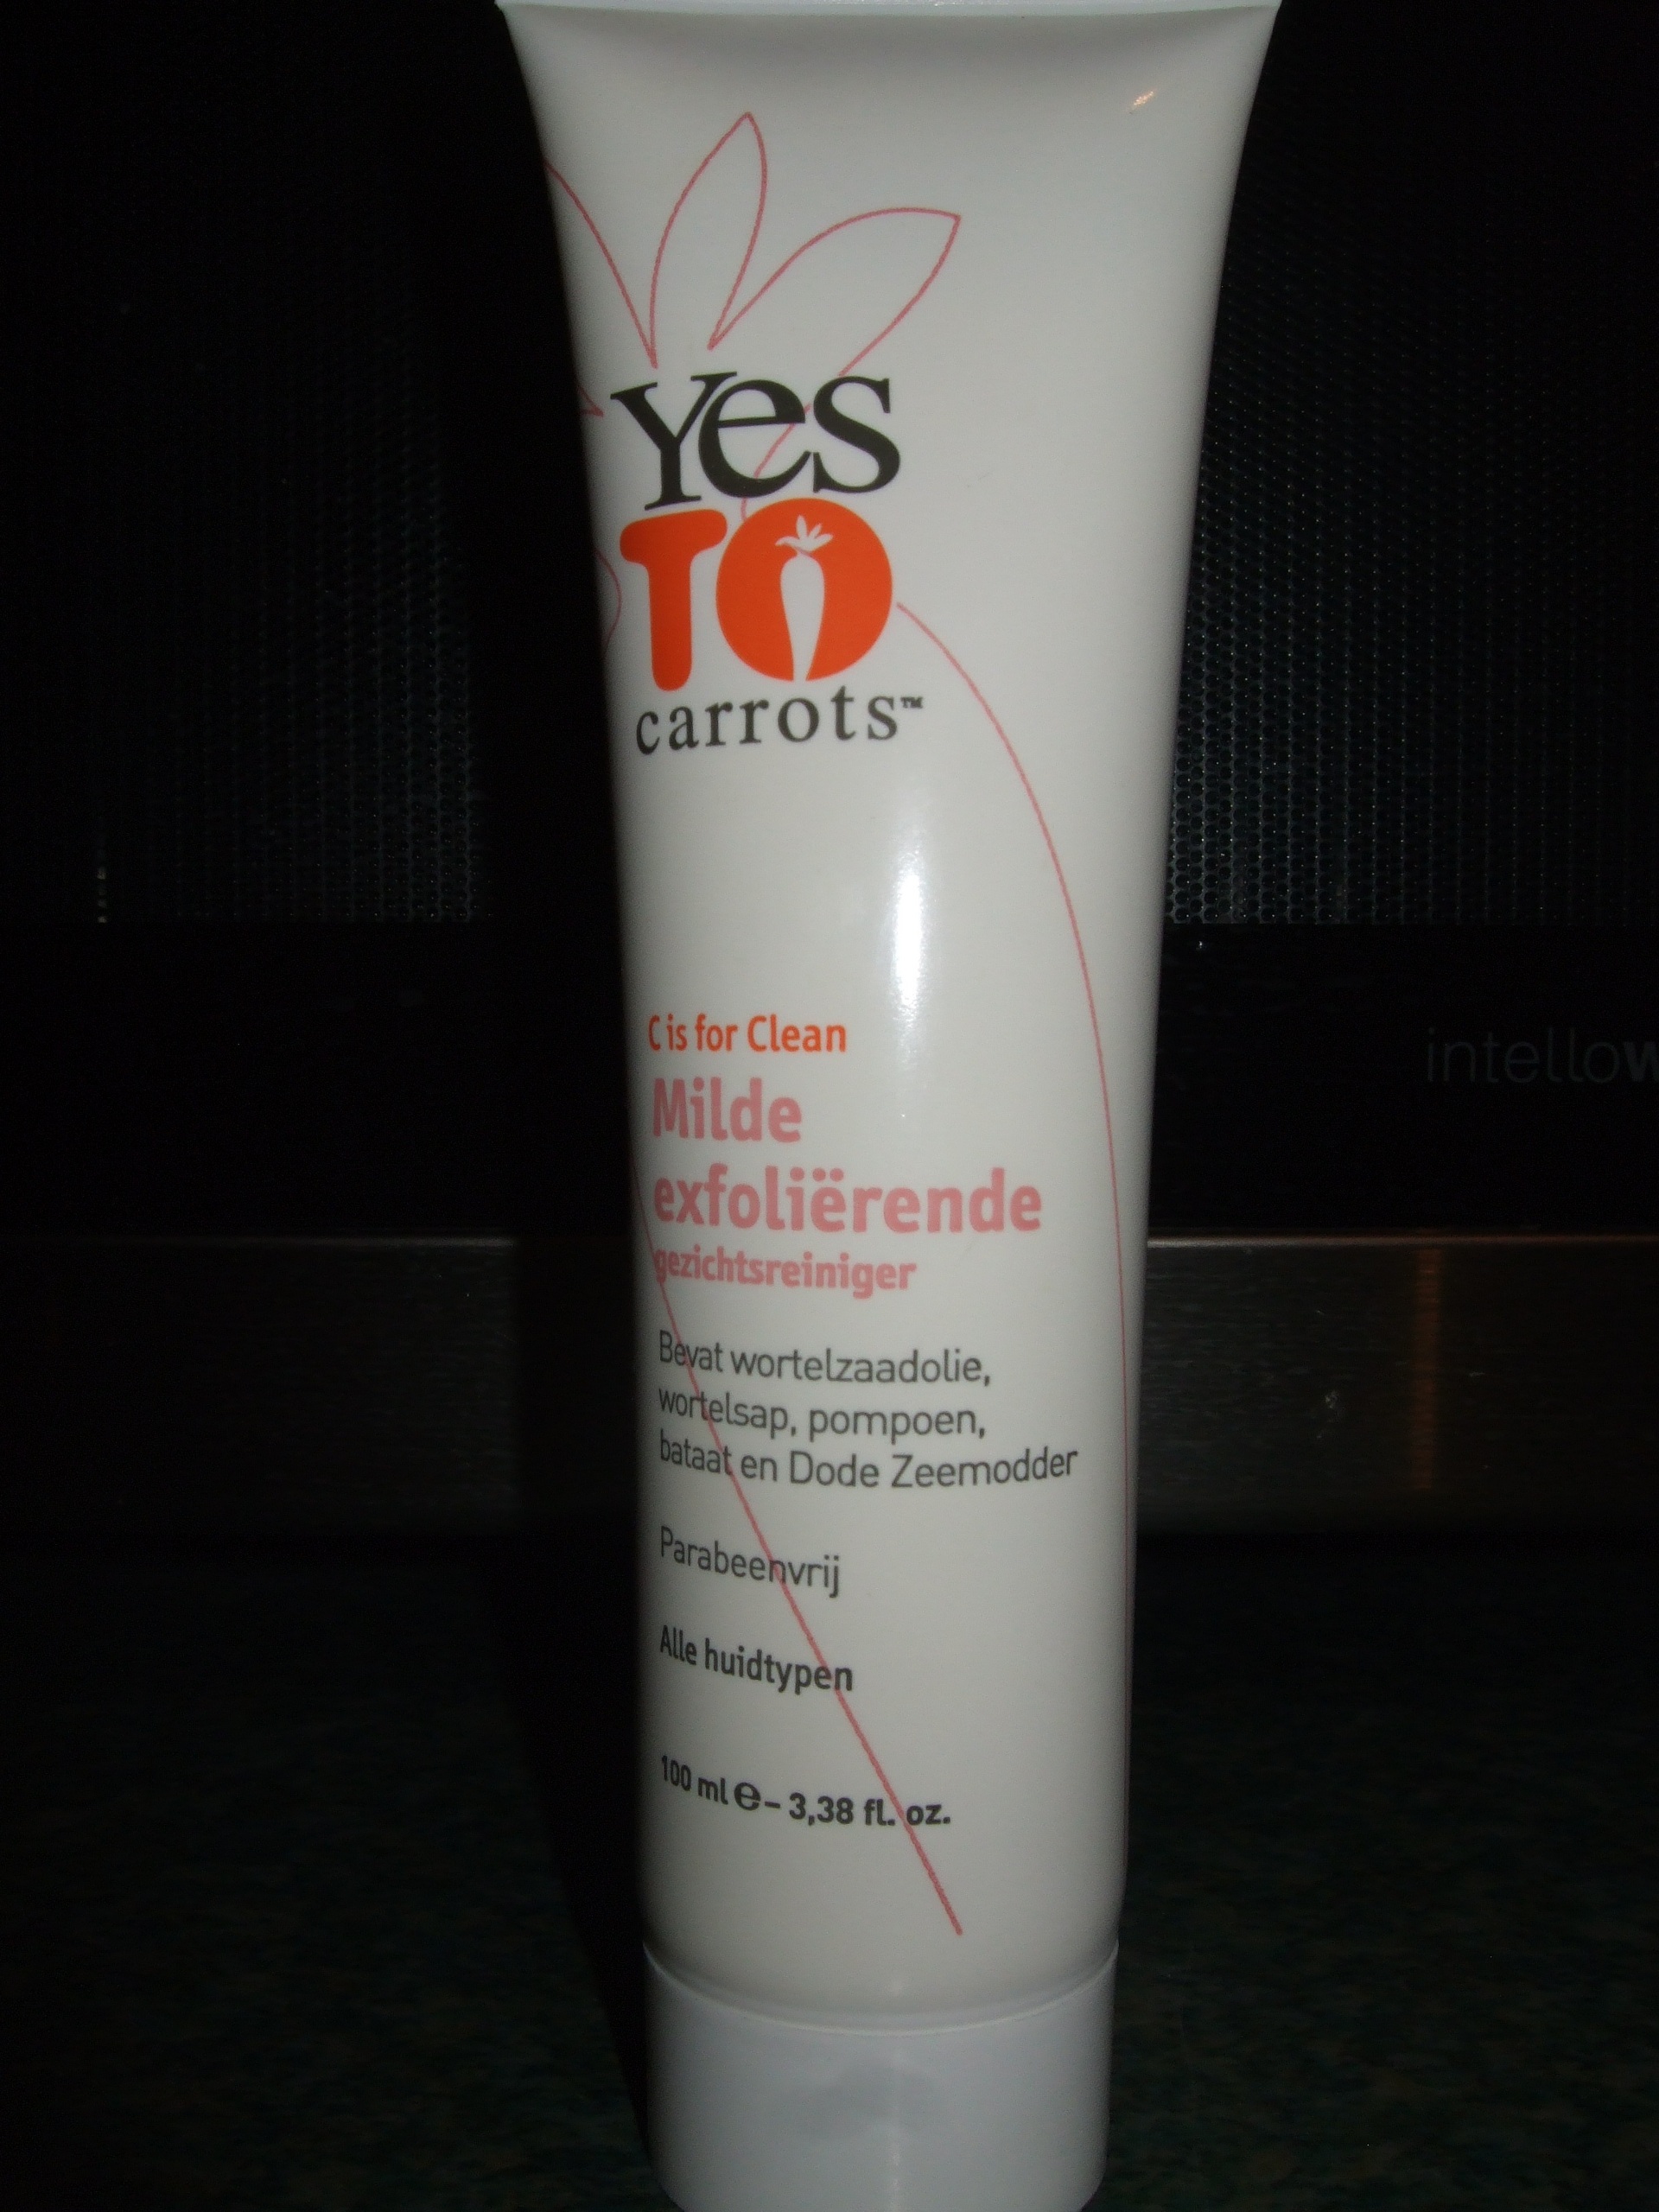 Yes
TO
carrots™
C is for Clean
Milde
exfoliërende
gezichtsreiniger
Bevat wortelzaadolie,
wortelsap, pompoen,
bataat en Dode Zeemodder
Parabeenvrij
Alle huidtypen
100 ml ℮ – 3,38 fl. oz.